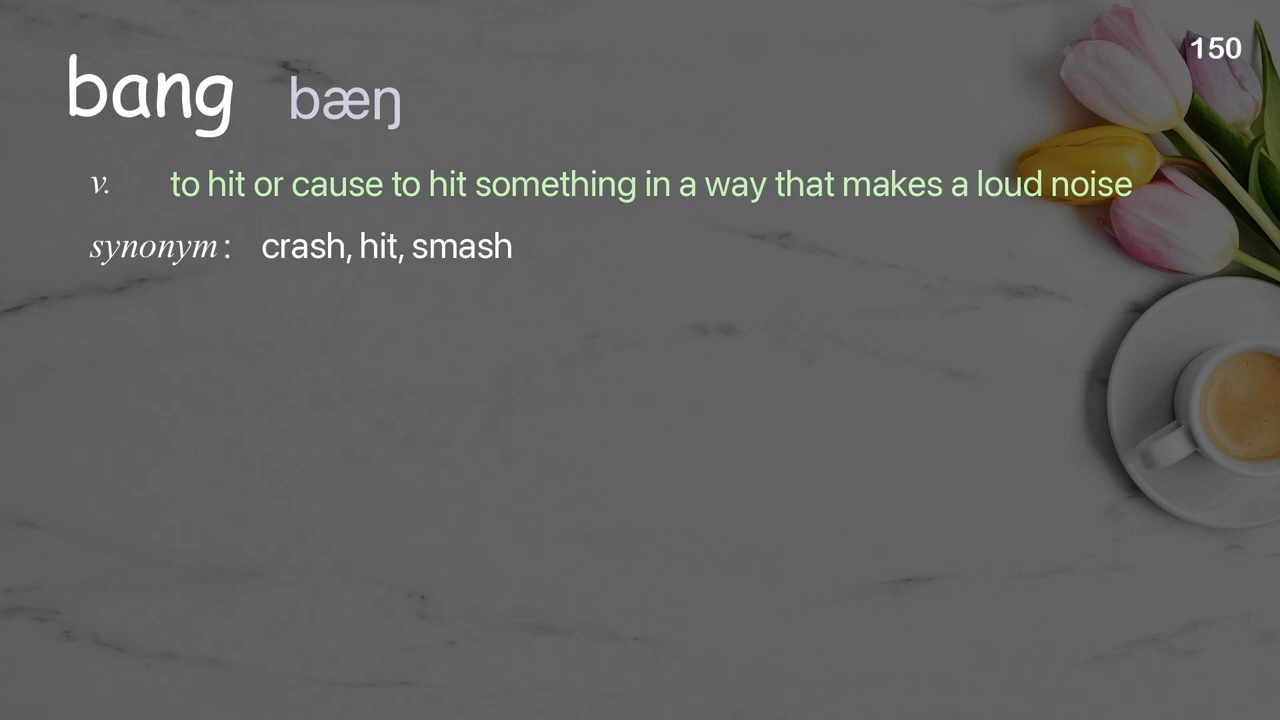 150
bang bæŋ
v. to hit or cause to hit something in a way that makes a loud noise
synonym: crash, hit, smash